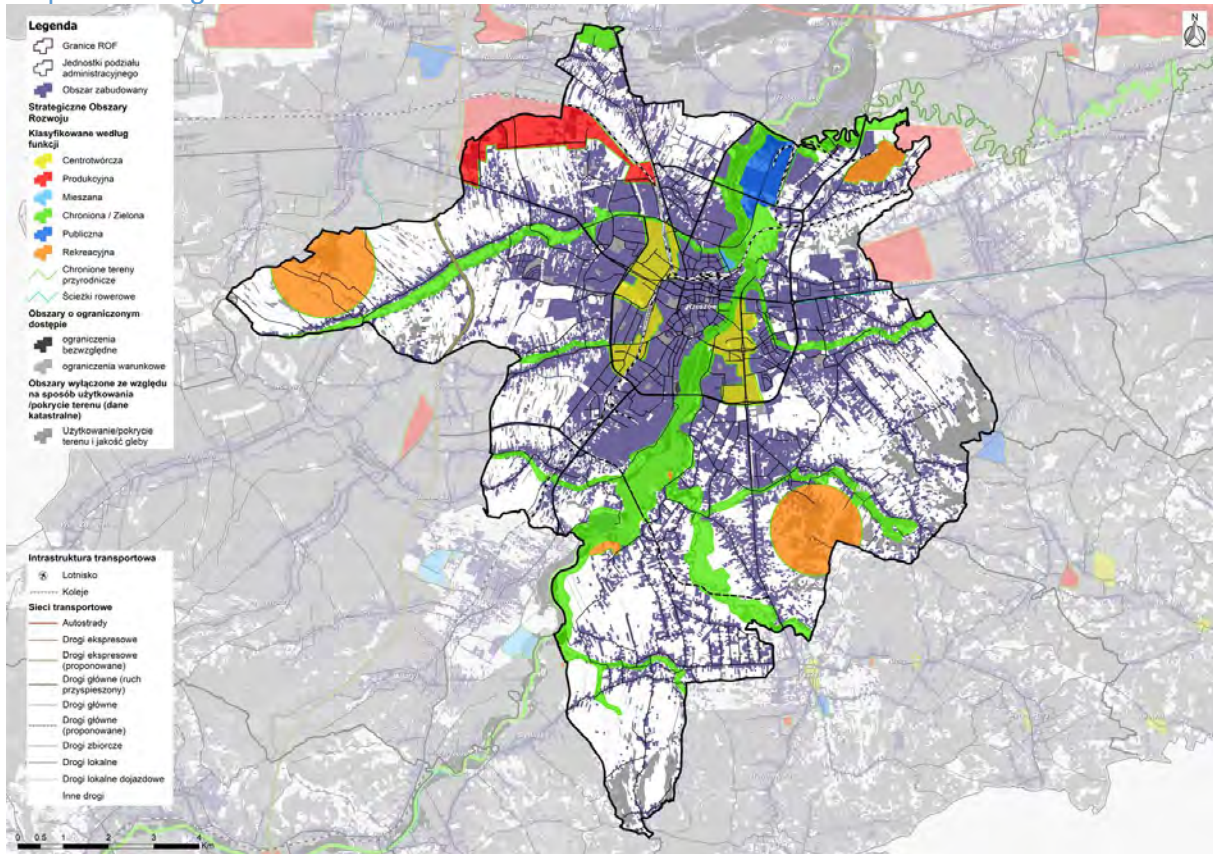 Legenda
Granice ROF
Jednostki podziału
administracyjnego
Obszar zabudowany
Strategiczne Obszary
Rozwoju
Klasyfikowane według
funkcji
Centrotwórcza
Produkcyjna
Mieszana
Chroniona / Zielona
Publiczna
Rekreacyjna
Chronione tereny
przyrodnicze
Ścieżki rowerowe
Obszary o ograniczonym
dostępie
ograniczenia
bezwzględne
ograniczenia warunkowe
Obszary wyłączone ze względu
na sposób użytkowania
/pokrycie terenu (dane
katastralne)
Użytkowanie/pokrycie
terenu i jakość gleby
Intrastruktura transportowa
Lotnisko
Koleje
Sieci transportowe
Autostrady
Drogi ekspresowe
Drogi ekspresowe
(proponowane)
Drogi główne (ruch
przyspieszony)
Drogi główne
Drogi główne
(proponowane)
Drogi zbiorcze
Drogi lokalne
Drogi lokalne dojazdowe
Inne drogi
0 0.5 1 2 3 4
Km
N
Rzeszów